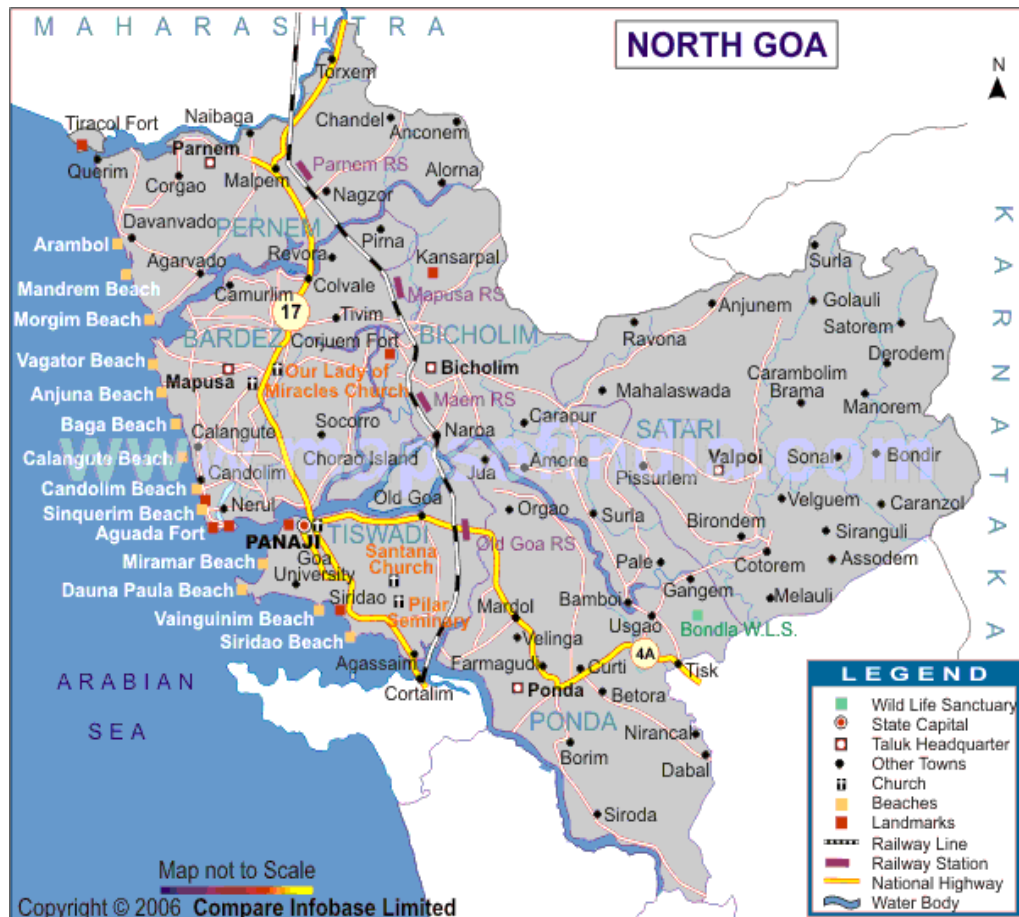 MAHARASHTRA
NORTH GOA
N
Torxem
Tiracol Fort
Naibaga
Chandel
Anconem
Querim
Parnem
Corgao
Malpem
Parnem RS
Nagzor
Alorna
Davanvado
PERNEM
Arambol
Agarvado
Revora
Pirna
Kansarpal
Mandrem Beach
Camurlim
Colvale
Mapusa RS
Surla
Golauli
Anjunem
Satorem
Morgim Beach
17
Tivim
BICHOLIM
Ravona
BARDEZ
Corjuem Fort
Derodem
Vagator Beach
Mapusa
Our Lady of
Miracles Church
Bicholim
Carambolim
Brama
Mahalaswada
Manorem
Anjuna Beach
Maem RS
Carapur
Baga Beach
Socorro
Naroa
SATARI
www.mapsofindia.com
Calangute
Calangute Beach
Chorao Island
Jua
Amone
Pissurlem
Valpoi
Sonal
Bondir
Candolim
Candolim Beach
Nerul
Old Goa
Orgao
Surla
Velguem
Caranzol
Sinquerim Beach
Birondem
Siranguli
Aguada Fort
PANAJI
TISWADI
Old Goa RS
Cotorem
Assodem
Miramar Beach
Goa
University
Santana
Church
Pale
Gangem
Melauli
Dauna Paula Beach
Siridao
Pilar
Seminary
Mardol
Bamboi
Usgao
Bondla W.L.S.
Vainguinim Beach
Velinga
Siridao Beach
4A
Agassaim
Farmagudi
Curti
Tisk
Cortalim
Ponda
Betora
PONDA
Nirancal
Borim
Dabal
Siroda
ARABIAN
SEA
KARNATAKA
LEGEND
Wild Life Sanctuary
State Capital
Taluk Headquarter
Other Towns
Church
Beaches
Landmarks
Railway Line
Railway Station
National Highway
Water Body
Map not to Scale
Copyright © 2006 Compare Infobase Limited